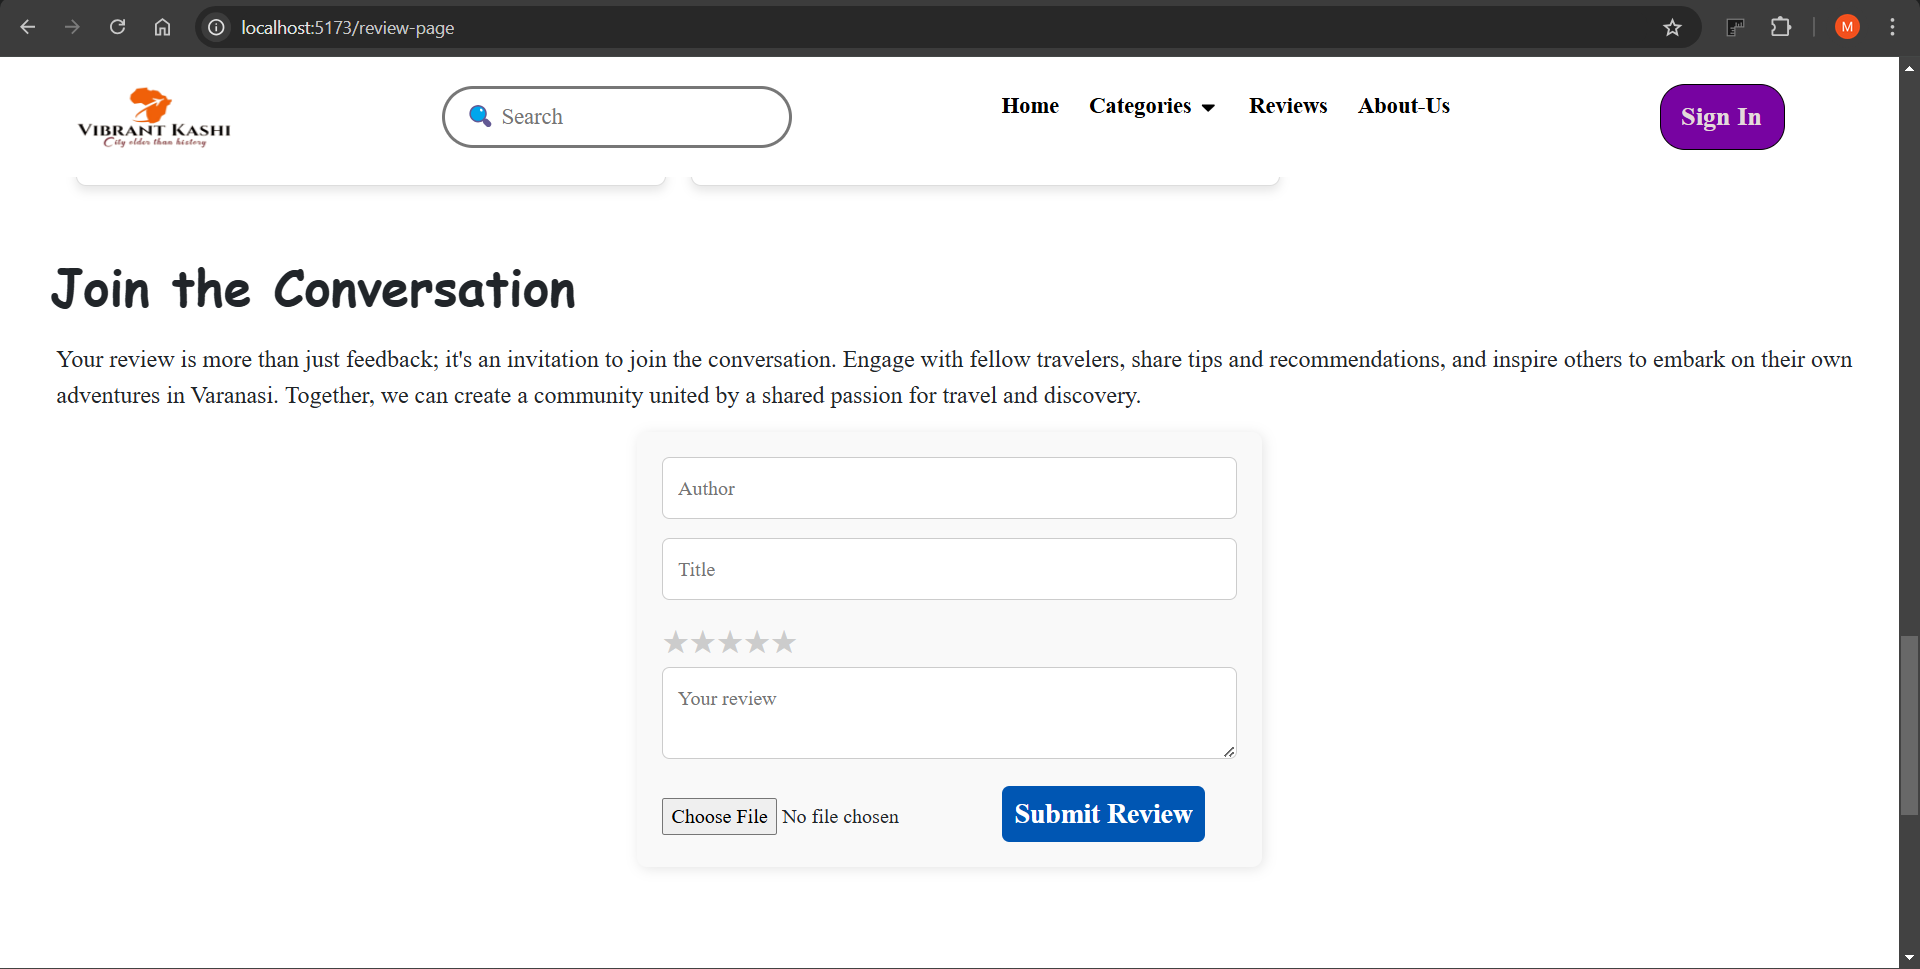 localhost:5173/review-page
M
VIBRANT KASHI
City older than history
Search
Home Categories Reviews About-Us
Sign In
Join the Conversation
Your review is more than just feedback; it's an invitation to join the conversation. Engage with fellow travelers, share tips and recommendations, and inspire others to embark on their own
adventures in Varanasi. Together, we can create a community united by a shared passion for travel and discovery.
Author
Title
Your review
Choose File No file chosen
Submit Review